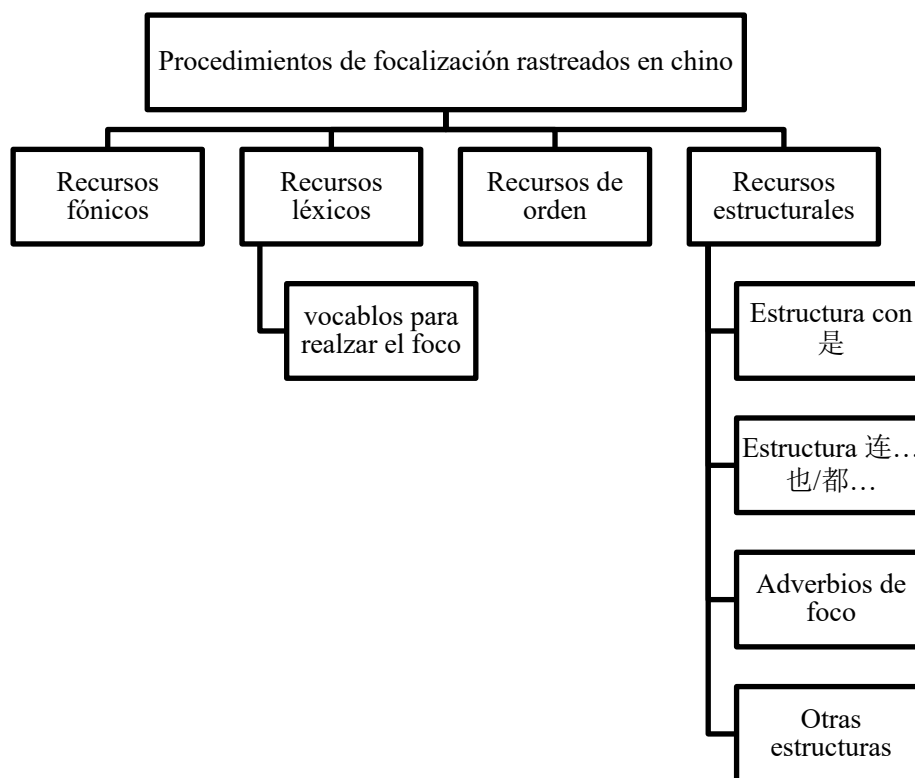 Procedimientos de focalización rastreados en chino
Recursos
fónicos
Recursos
léxicos
Recursos de
orden
Recursos
estructurales
vocablos para
realzar el foco
Estructura con
是
Estructura 连…
也/都…
Adverbios de
foco
Otras
estructuras